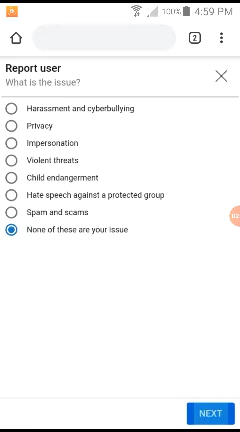 100% 4:59 PM
2
Report user
What is the issue?
Harassment and cyberbullying
Privacy
Impersonation
Violent threats
Child endangerment
Hate speech against a protected group
Spam and scams
None of these are your issue
NEXT